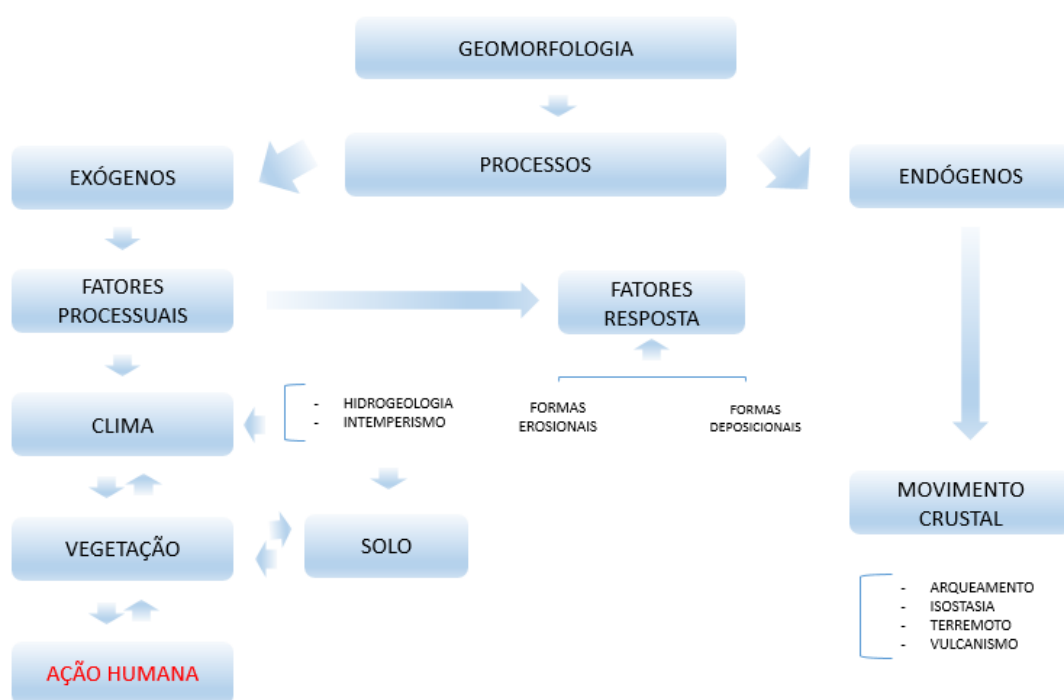 GEOMORFOLOGIA
PROCESSOS
EXÓGENOS
ENDÓGENOS
FATORES
PROCESSUAIS
FATORES
RESPOSTA
CLIMA
- HIDROGEOLOGIA
- INTEMPERISMO
FORMAS
EROSIONAIS
FORMAS
DEPOSICIONAIS
MOVIMENTO
CRUSTAL
VEGETAÇÃO
SOLO
- ARQUEAMENTO
- ISOSTASIA
- TERREMOTO
- VULCANISMO
AÇÃO HUMANA